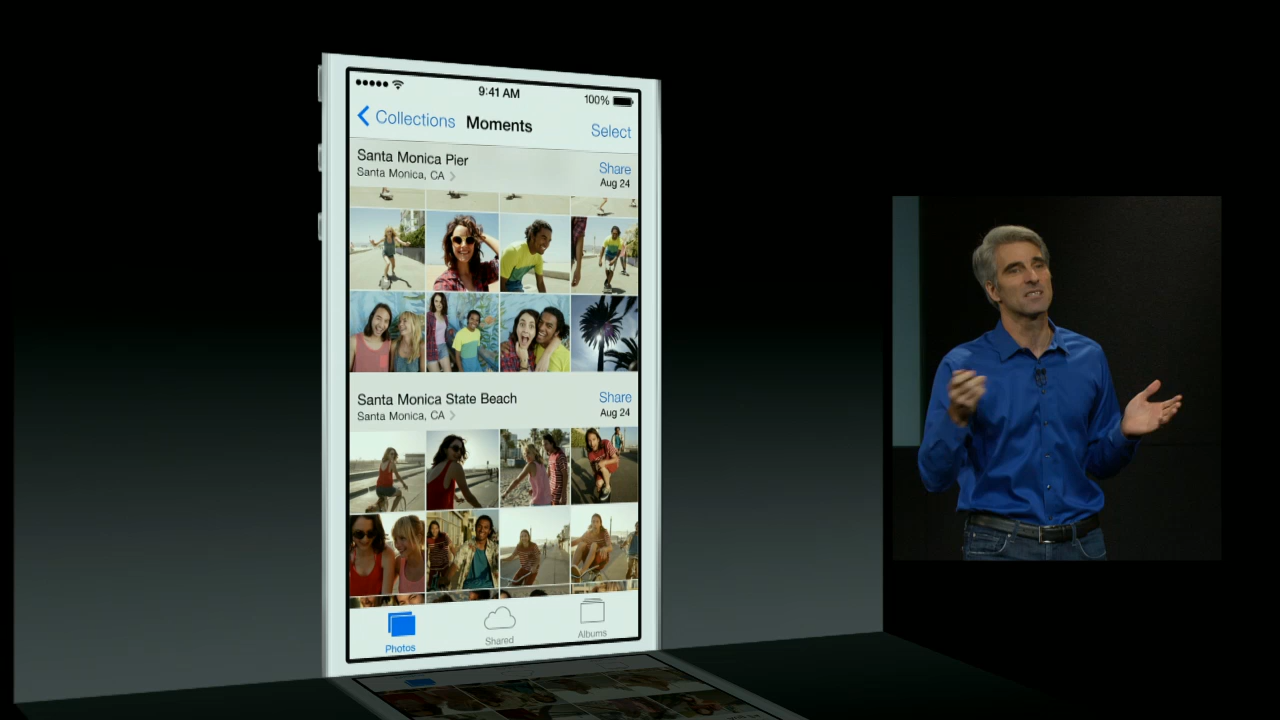 9:41 AM
100%
Collections
Moments
Select
Santa Monica Pier
Share
Santa Monica, CA
Aug 24
Santa Monica State Beach
Share
Santa Monica, CA
Aug 24
Photos
Shared
Albums